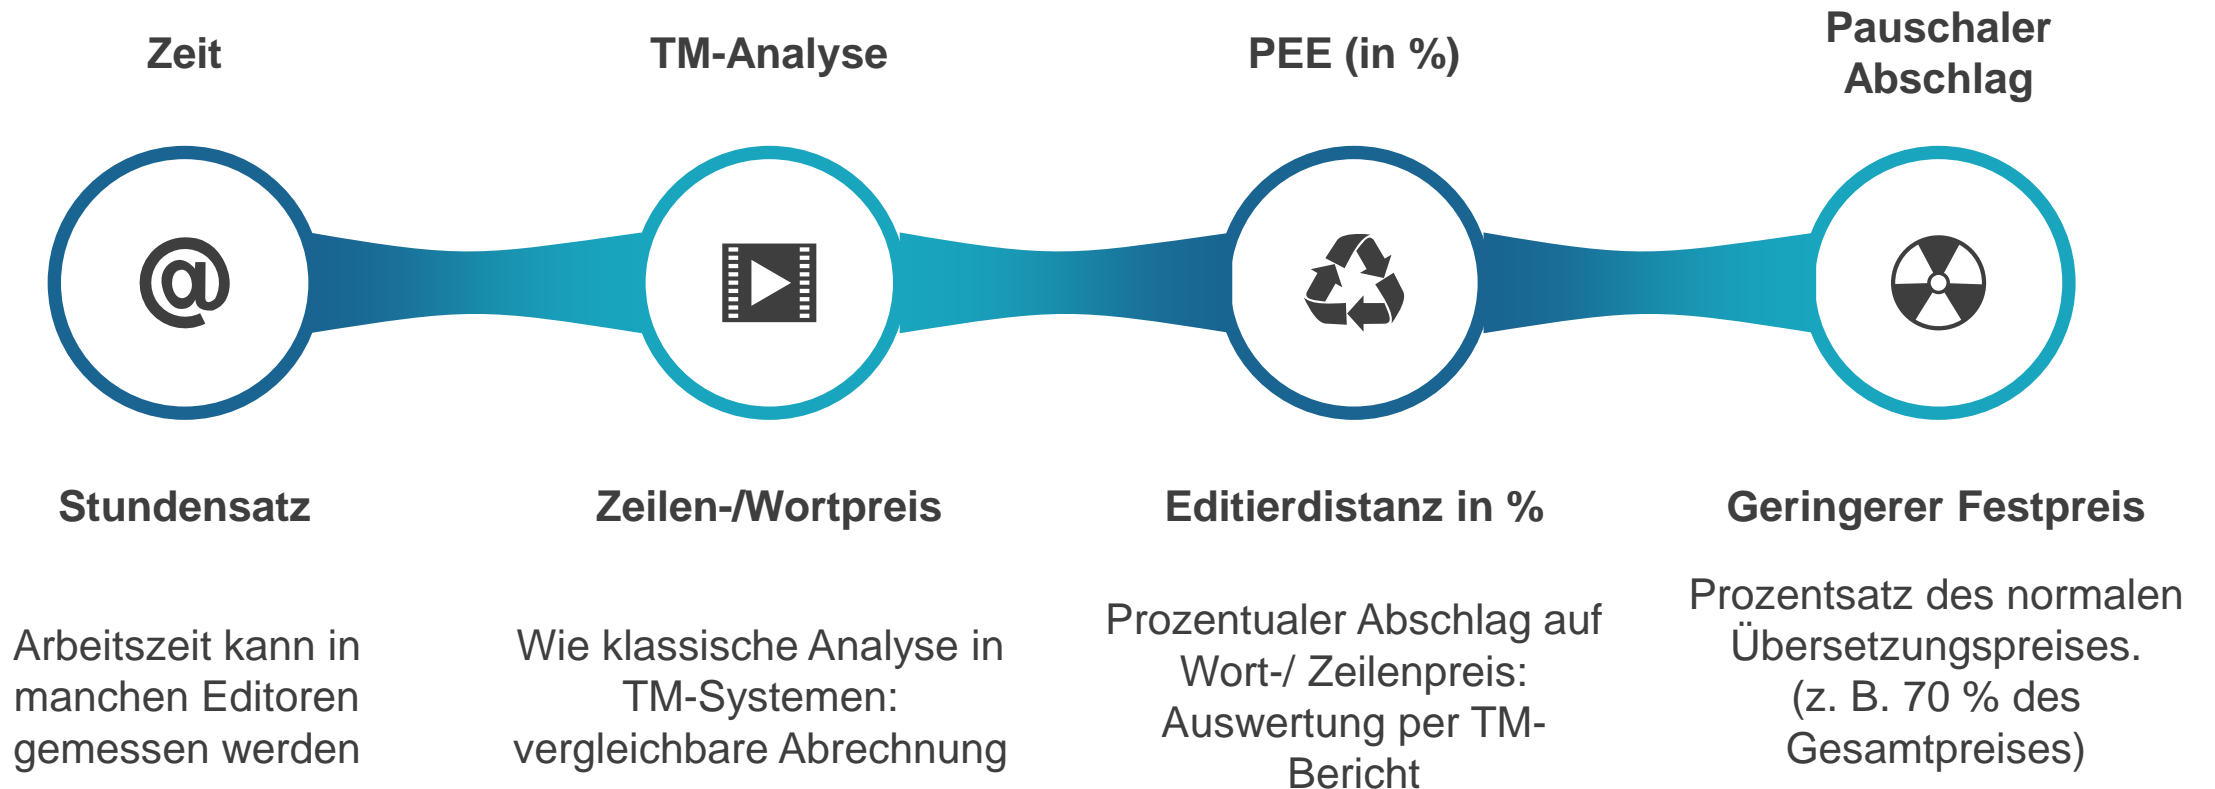 Zeit
TM-Analyse
PEE (in %)
Pauschaler
Abschlag
@
Stundensatz
Zeilen-/Wortpreis
Editierdistanz in %
Geringerer Festpreis
Arbeitszeit kann in
manchen Editoren
gemessen werden
Wie klassische Analyse in
TM-Systemen:
vergleichbare Abrechnung
Prozentualer Abschlag auf
Wort-/ Zeilenpreis:
Auswertung per TM-
Bericht
Prozentsatz des normalen
Übersetzungspreises.
(z. B. 70 % des
Gesamtpreises)